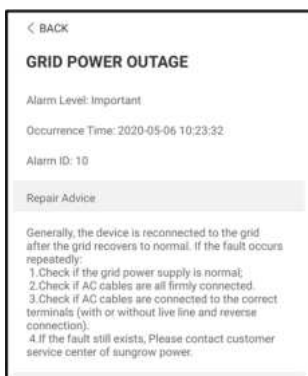 < BACK
GRID POWER OUTAGE
Alarm Level: Important
Occurrence Time: 2020-05-06 10:23:32
Alarm ID: 10
Repair Advice
Generally, the device is reconnected to the grid
after the grid recovers to normal. If the fault occurs
repeatedly:
1.Check if the grid power supply is normal;
2.Check if AC cables are all firmly connected.
3.Check if AC cables are connected to the correct
terminals (with or without live line and reverse
connection).
4.If the fault still exists, Please contact customer
service center of sungrow power.